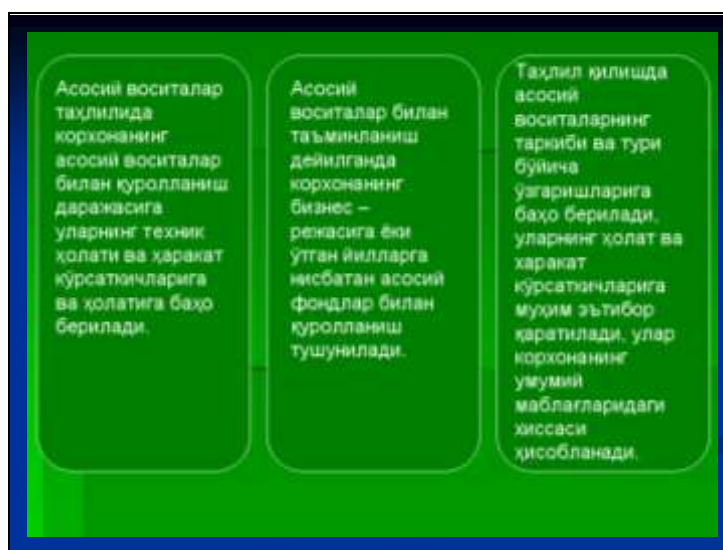 Асосий воситалар
таҳлилида
корхонанинг
асосий воситалар
билан қуролланиш
даражасига
уларнинг техник
ҳолати ва ҳаракат
кўрсаткичларига
ва ҳолатига баҳо
берилади.
Асосий
воситалар билан
таъминланиш
дейилганда
корхонанинг
бизнес –
режасига ёки
ўтган йилларга
нисбатан асосий
фондлар билан
қуролланиш
тушунилади.
Таҳлил қилишда
асосий
воситаларнинг
таркиби ва тури
бўйича
ўзгаришларига
баҳо берилади,
уларнинг ҳолат ва
харакат
кўрсаткичларига
муҳим эътибор
қаратилади, улар
корхонанинг
умумий
маблағларидаги
хиссаси
ҳисобланади.